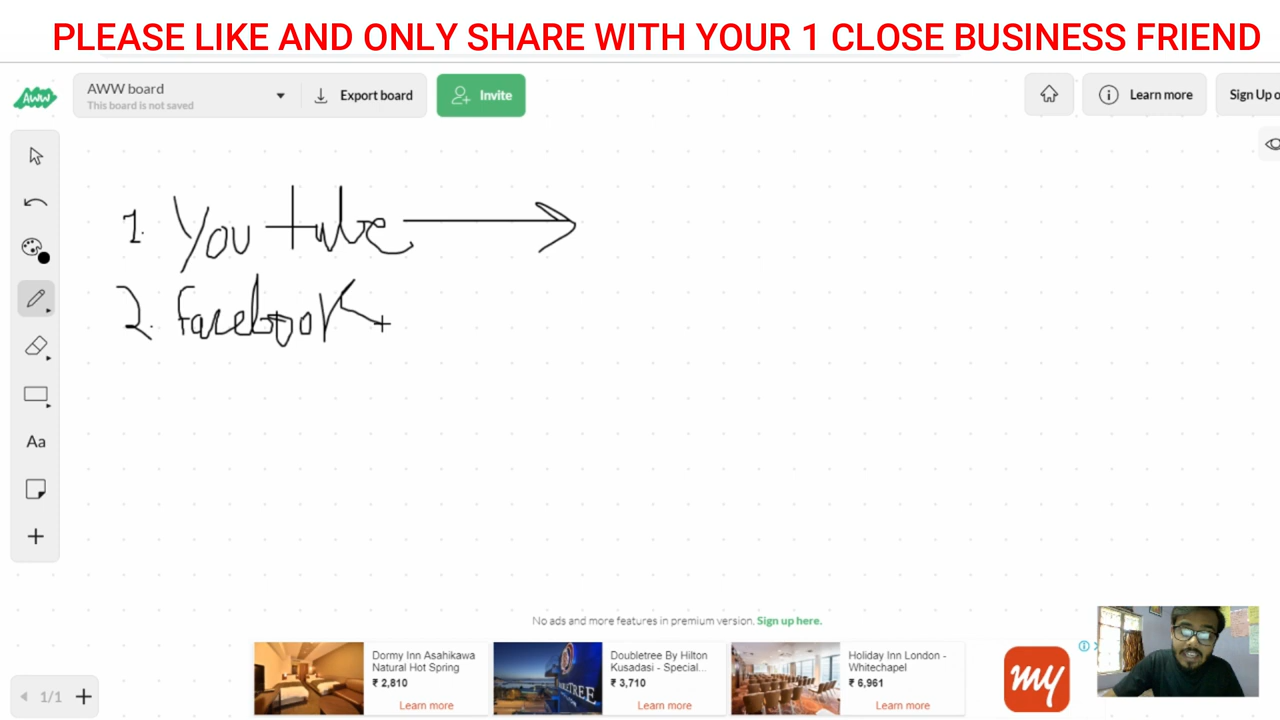 PLEASE LIKE AND ONLY SHARE WITH YOUR 1 CLOSE BUSINESS FRIEND
AWW
AWW board
This board is not saved
Export board
Invite
Learn more
Sign Up o
1. You tube
2. Facebook
Aa
No ads and more features in premium version. Sign up here.
Dormy Inn Asahikawa
Natural Hot Spring
₹ 2,810
Learn more
Doubletree By Hilton
Kusadasi - Special...
₹ 3,710
Learn more
Holiday Inn London -
Whitechapel
₹ 6,961
Learn more
my
1/1